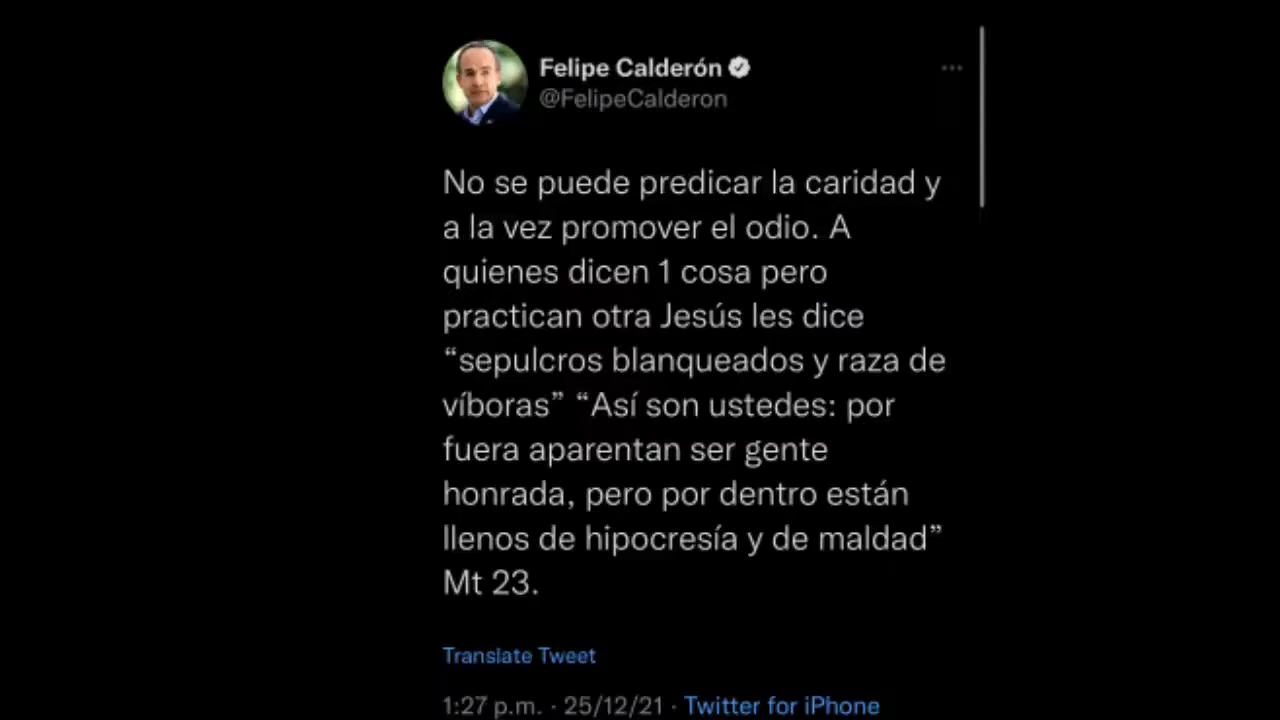 Felipe Calderón
@FelipeCalderon
No se puede predicar la caridad y
a la vez promover el odio. A
quienes dicen 1 cosa pero
practican otra Jesús les dice
“sepulcros blanqueados y raza de
víboras” “Así son ustedes: por
fuera aparentan ser gente
honrada, pero por dentro están
llenos de hipocresía y de maldad”
Mt 23.
Translate Tweet
1:27 p.m. · 25/12/21 · Twitter for iPhone